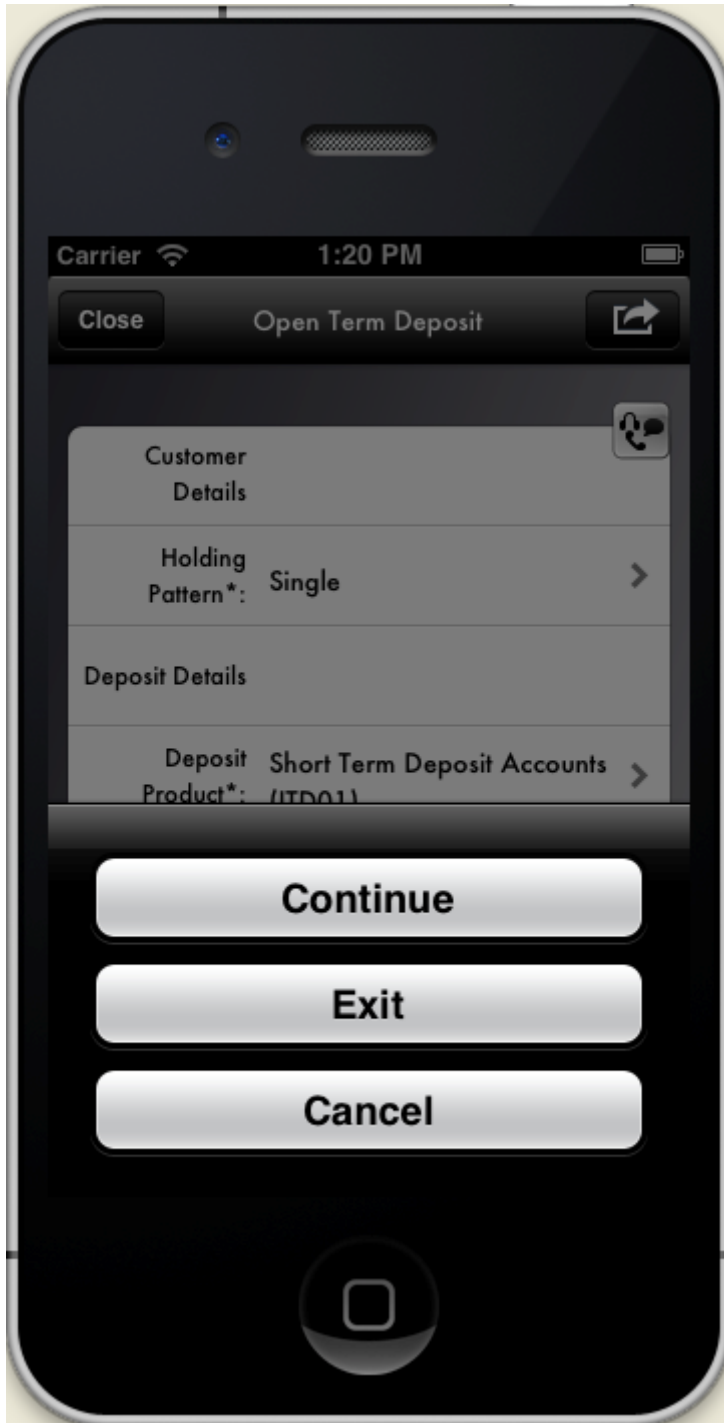 Carrier 1:20 PM
Close Open Term Deposit
Customer
Details
Holding
Pattern*: Single
Deposit Details
Deposit Short Term Deposit Accounts
Product*: (ITD01)
Continue
Exit
Cancel